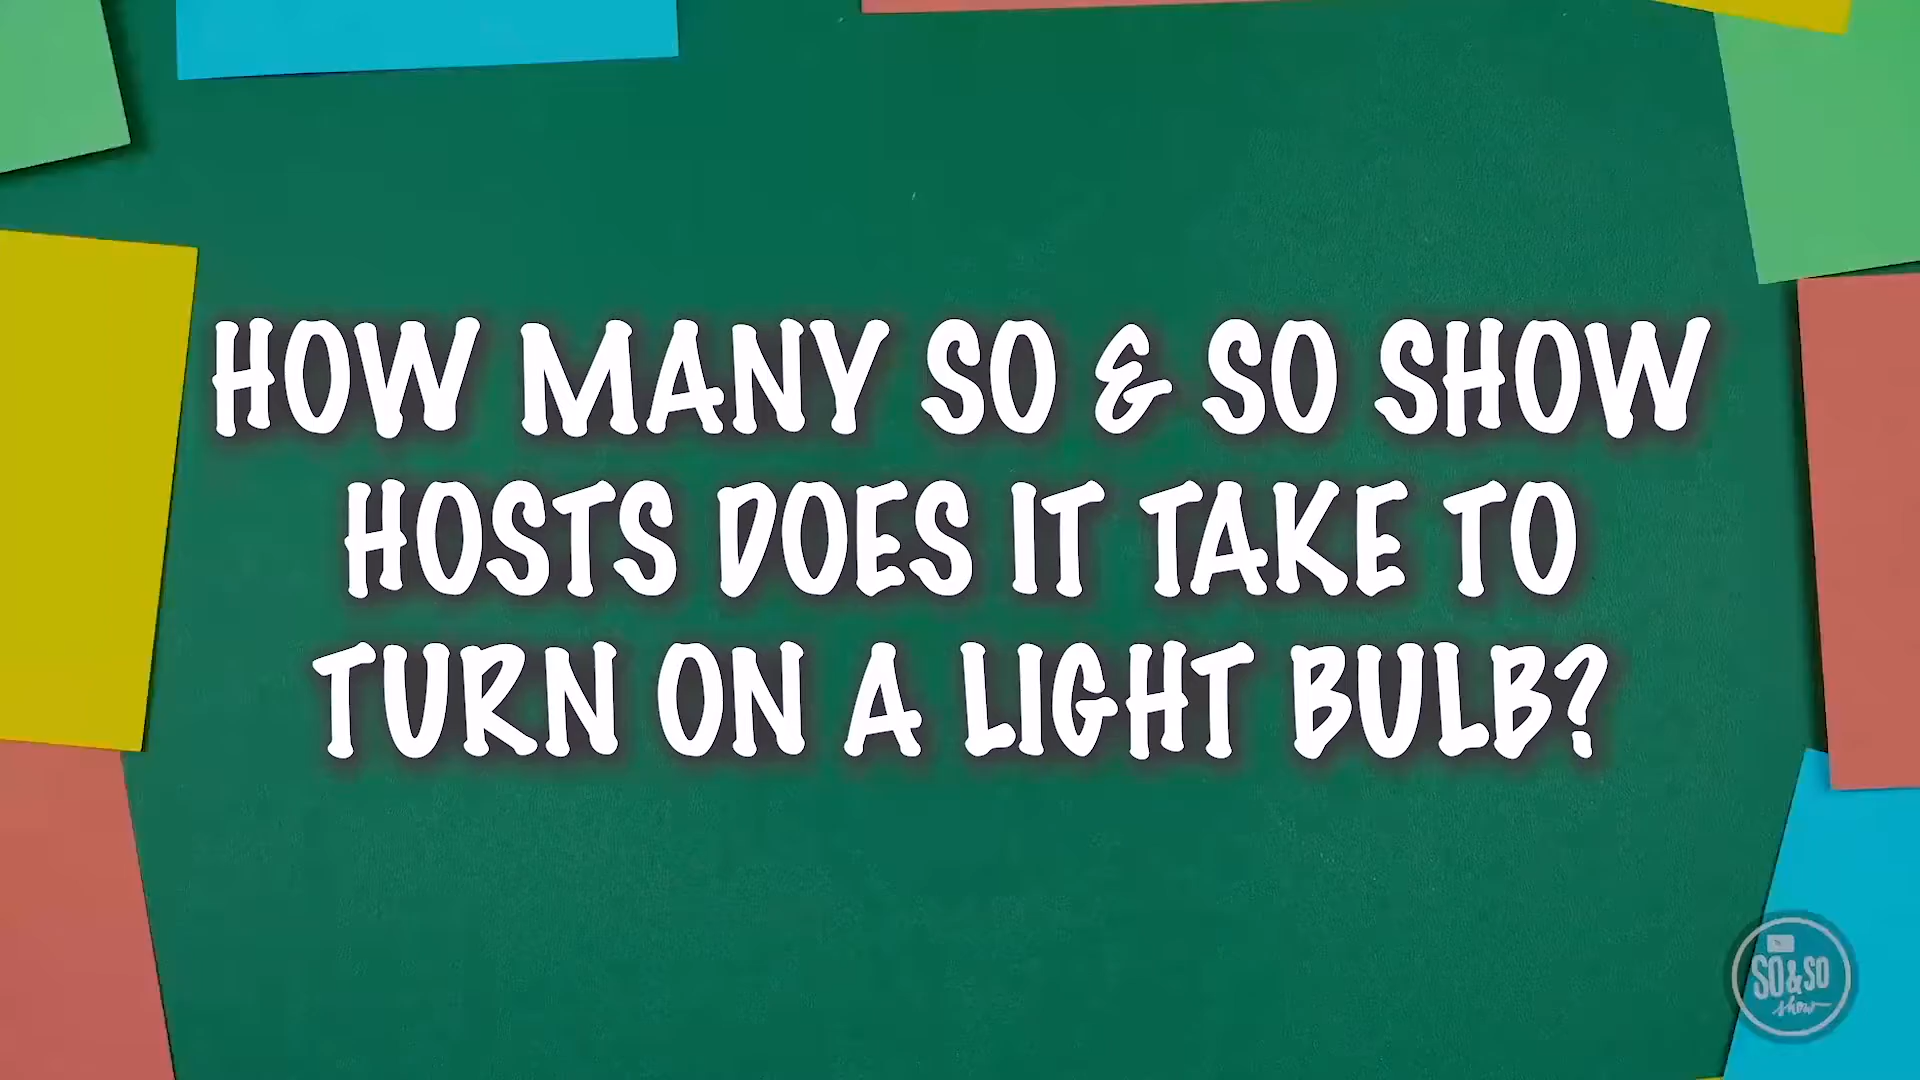 HOW MANY SO & SO SHOW
HOSTS DOES IT TAKE TO
TURN ON A LIGHT BULB?
SO & SO
show